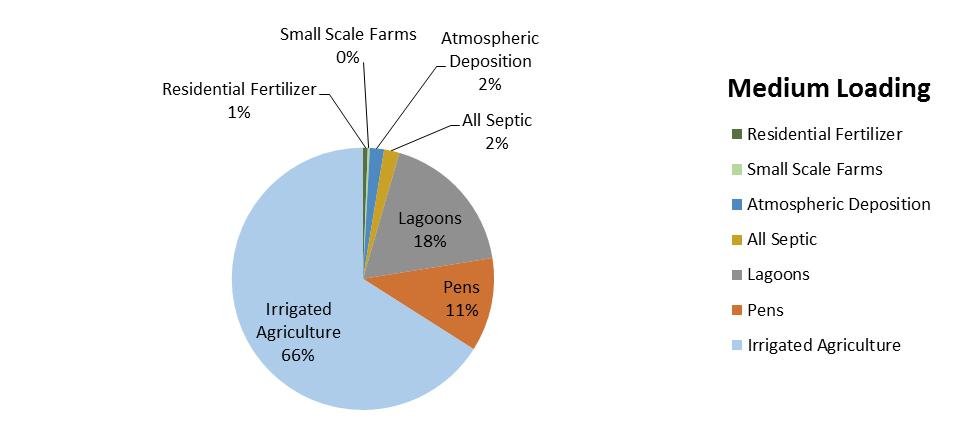 Small Scale Farms
0%
Atmospheric
Deposition
2%
Residential Fertilizer
1%
All Septic
2%
Lagoons
18%
Pens
11%
Irrigated
Agriculture
66%
Medium Loading
Residential Fertilizer
Small Scale Farms
Atmospheric Deposition
All Septic
Lagoons
Pens
Irrigated Agriculture